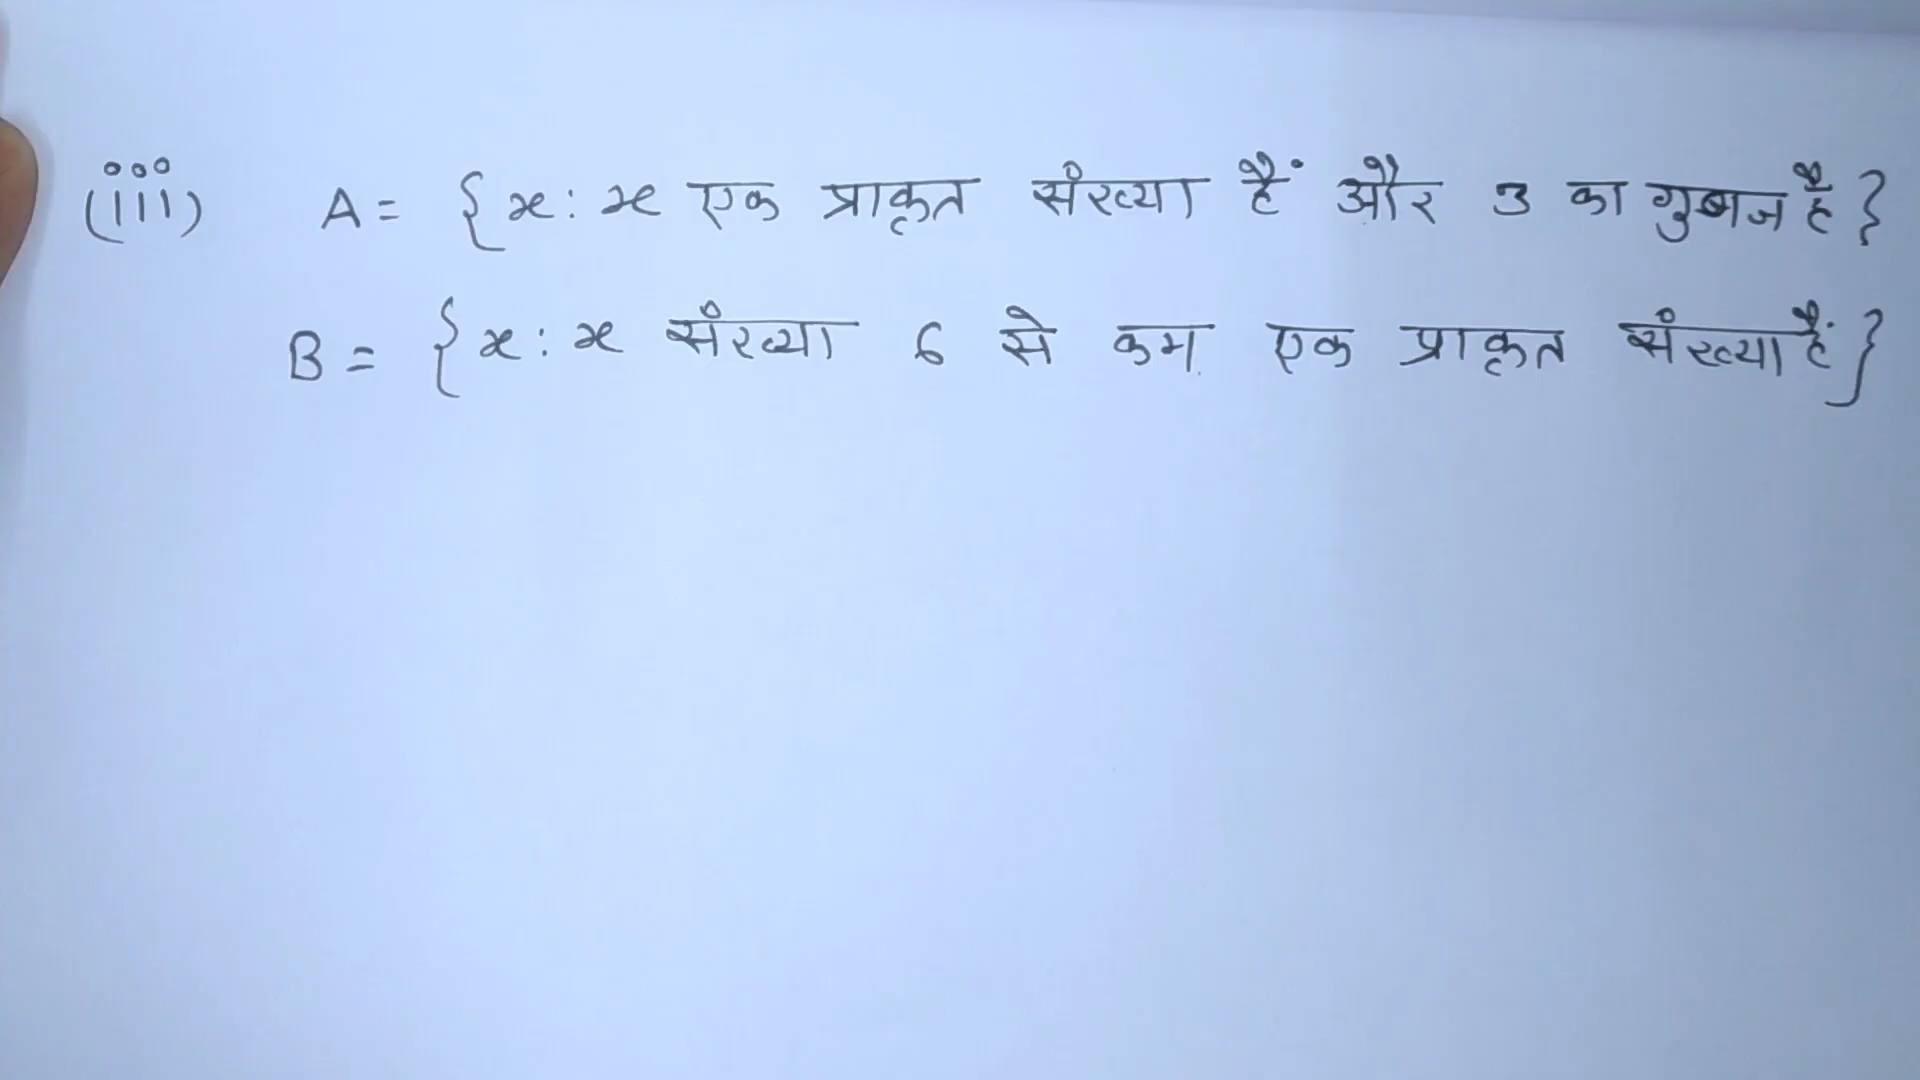 (iii) A = {x : x एक प्राकृत संख्या हैं और 3 का गुणज है}
B = {x : x संख्या 6 से कम एक प्राकृत संख्या हैं}